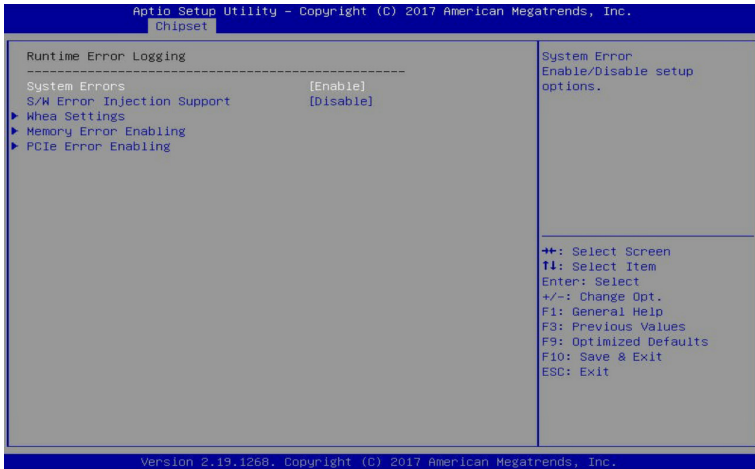 Aptio Setup Utility – Copyright (C) 2017 American Megatrends, Inc.
Chipset
Runtime Error Logging
--------------------------------------------------
System Errors [Enable]
S/W Error Injection Support [Disable]
▶ Whea Settings
▶ Memory Error Enabling
▶ PCIe Error Enabling
System Error
Enable/Disable setup
options.
→←: Select Screen
↑↓: Select Item
Enter: Select
+/-: Change Opt.
F1: General Help
F3: Previous Values
F9: Optimized Defaults
F10: Save & Exit
ESC: Exit
Version 2.19.1268. Copyright (C) 2017 American Megatrends, Inc.